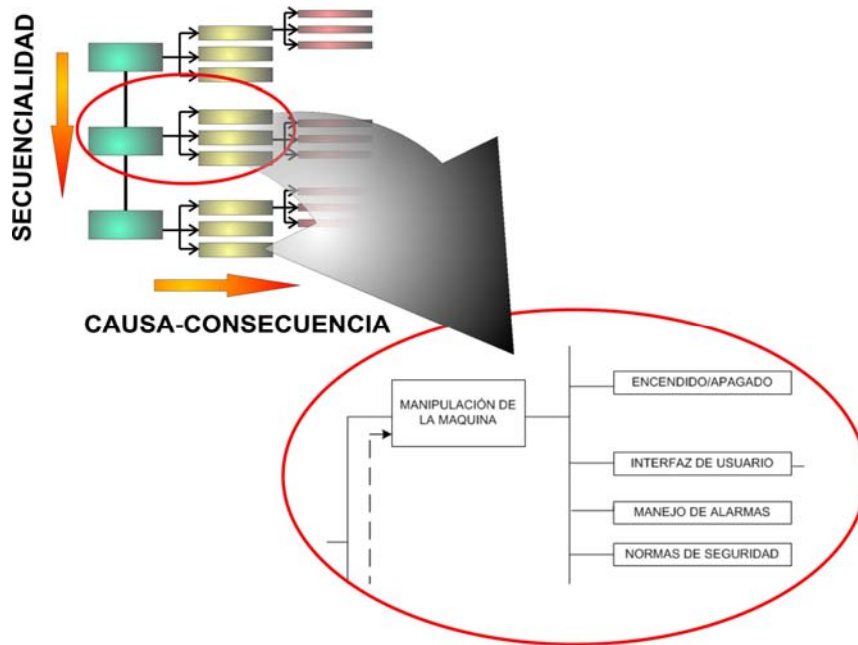 SECUENCIALIDAD
CAUSA-CONSECUENCIA
MANIPULACIÓN DE
LA MAQUINA
ENCENDIDO/APAGADO
INTERFAZ DE USUARIO
MANEJO DE ALARMAS
NORMAS DE SEGURIDAD